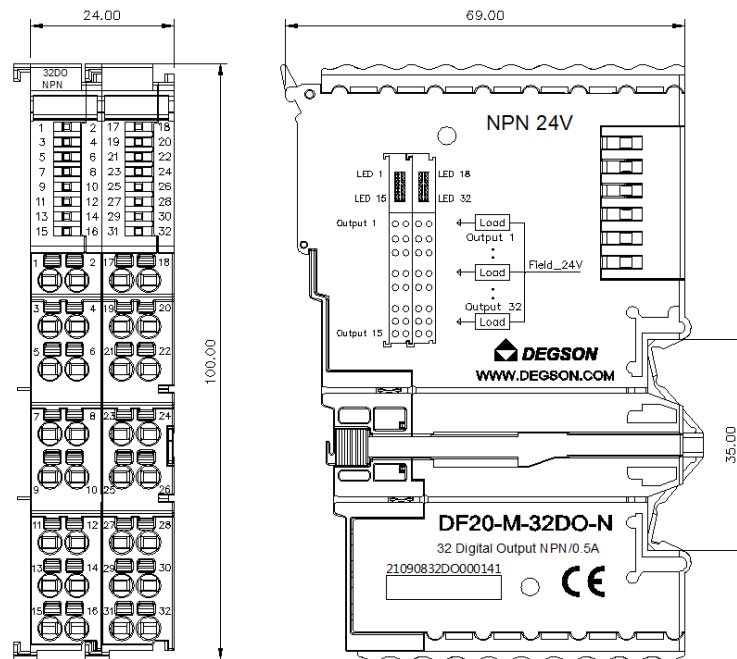 24.00
69.00
32DO
NPN
1 2 17 18
3 4 19 20
5 6 21 22
7 8 23 24
9 10 25 26
11 12 27 28
13 14 29 30
15 16 31 32
1 2 17 18
3 4 19 20
5 6 21 22
7 8 23 24
9 10 25 26
11 12 27 28
13 14 29 30
15 16 31 32
100.00
NPN 24V
LED 1 LED 18
LED 15 LED 32
Output 1 Load
Output 1
Load Field_24V
Output 32
Output 15 Load
DEGSON
WWW.DEGSON.COM
35.00
DF20-M-32DO-N
32 Digital Output NPN/0.5A
21090832DO000141
CE